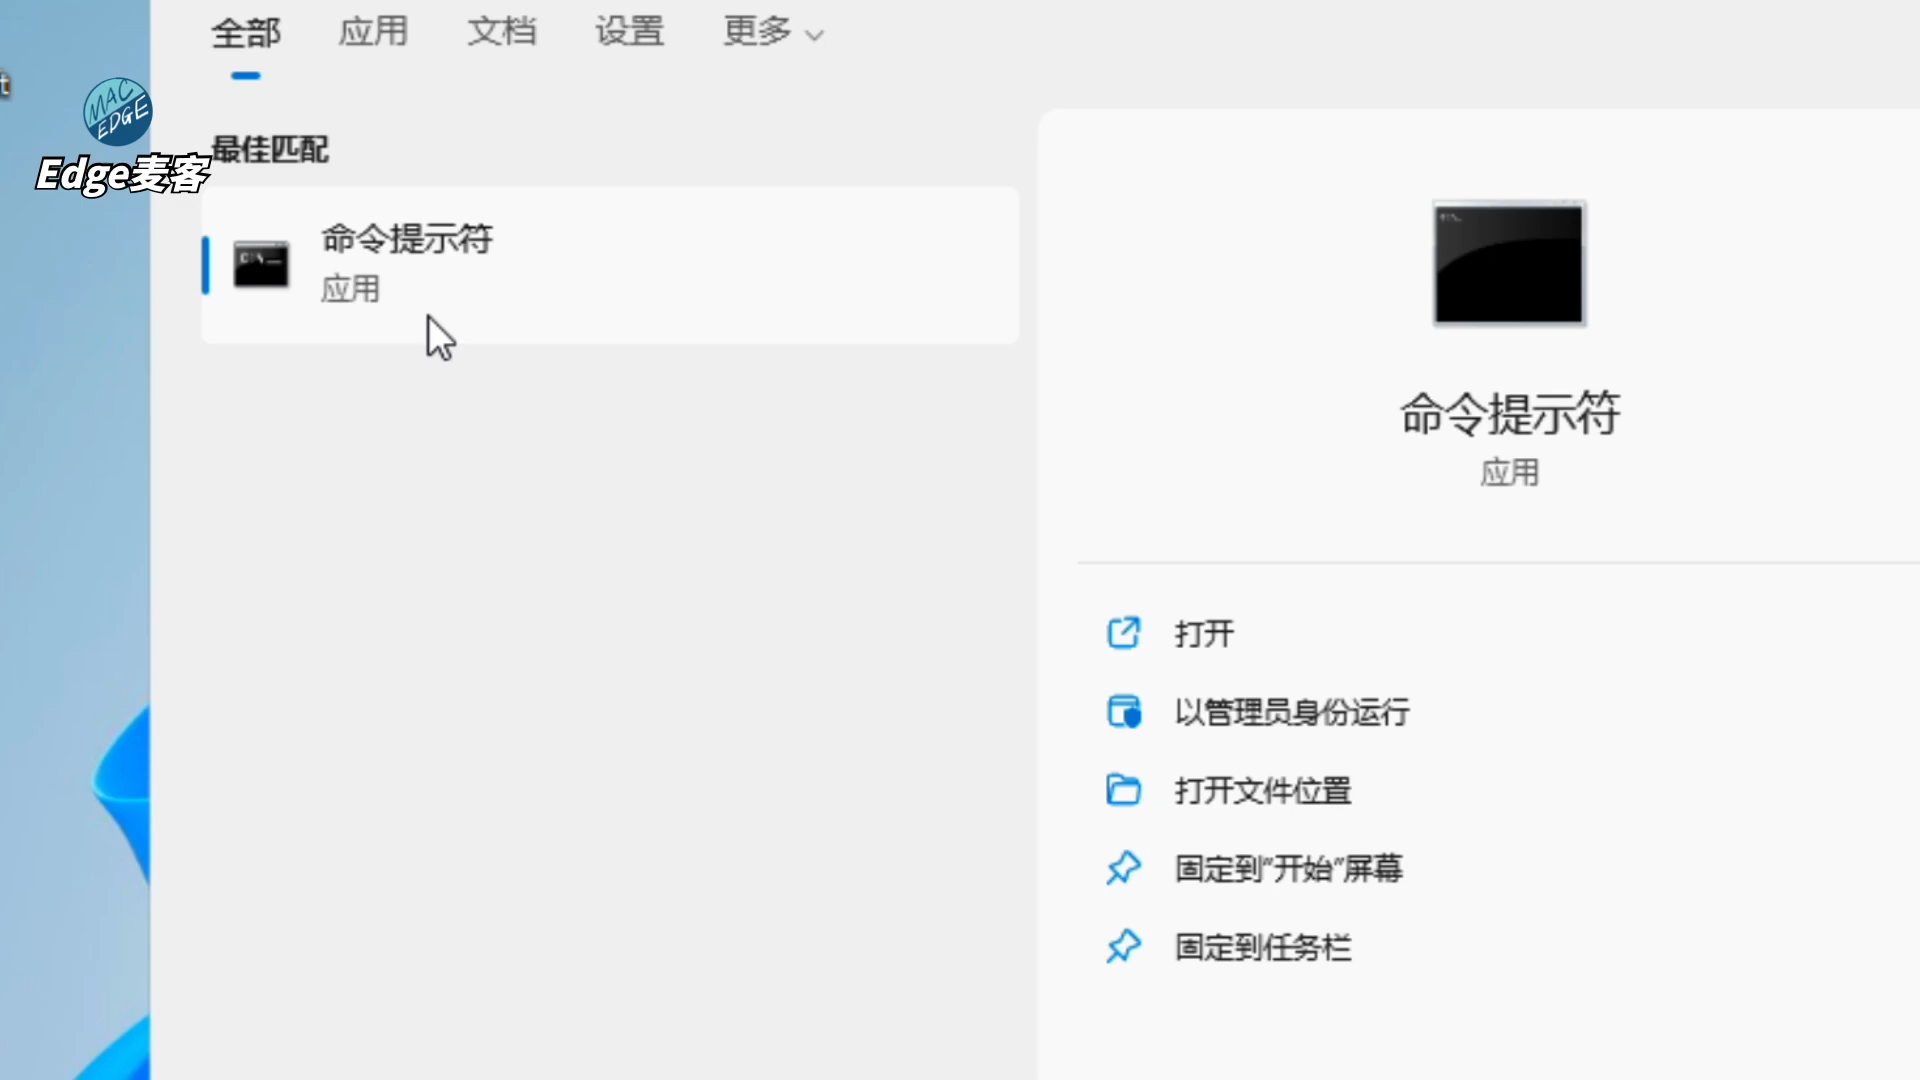 全部 应用 文档 设置 更多
t
MAC
EDGE
Edge麦客
最佳匹配
命令提示符
应用
命令提示符
应用
打开
以管理员身份运行
打开文件位置
固定到"开始"屏幕
固定到任务栏